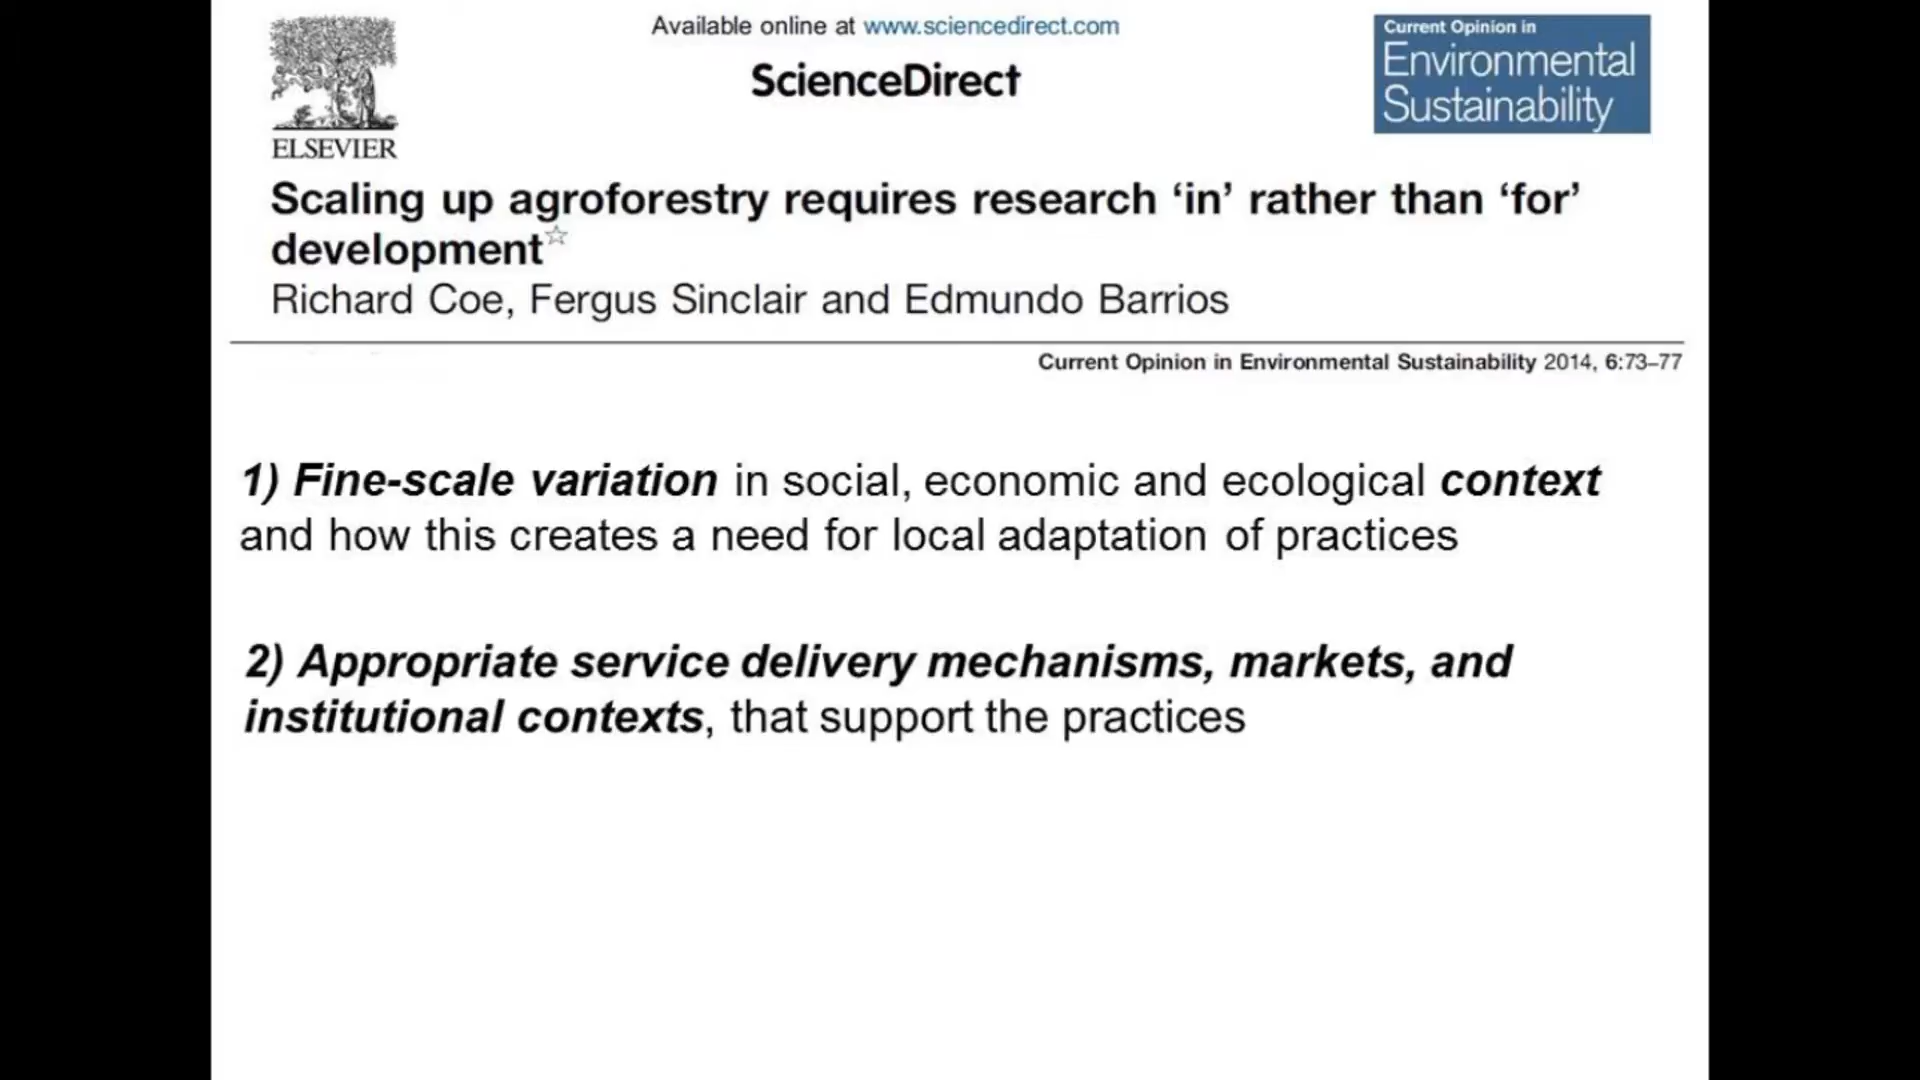 Available online at www.sciencedirect.com
ScienceDirect
ELSEVIER
Current Opinion in
Environmental
Sustainability
Scaling up agroforestry requires research ‘in’ rather than ‘for’
development☆
Richard Coe, Fergus Sinclair and Edmundo Barrios
Current Opinion in Environmental Sustainability 2014, 6:73–77
1) Fine-scale variation in social, economic and ecological context
and how this creates a need for local adaptation of practices
2) Appropriate service delivery mechanisms, markets, and
institutional contexts, that support the practices